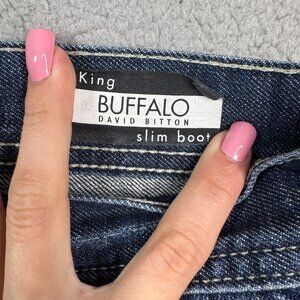 King
BUFFALO
DAVID BITTON
slim boot